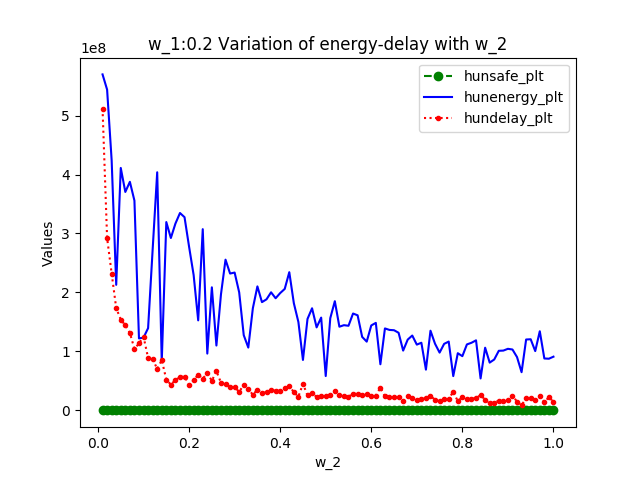 w_1:0.2 Variation of energy-delay with w_2
1e8
hunsafe_plt
hunenergy_plt
hundelay_plt
5
4
3
2
1
0
Values
0.0 0.2 0.4 0.6 0.8 1.0
w_2